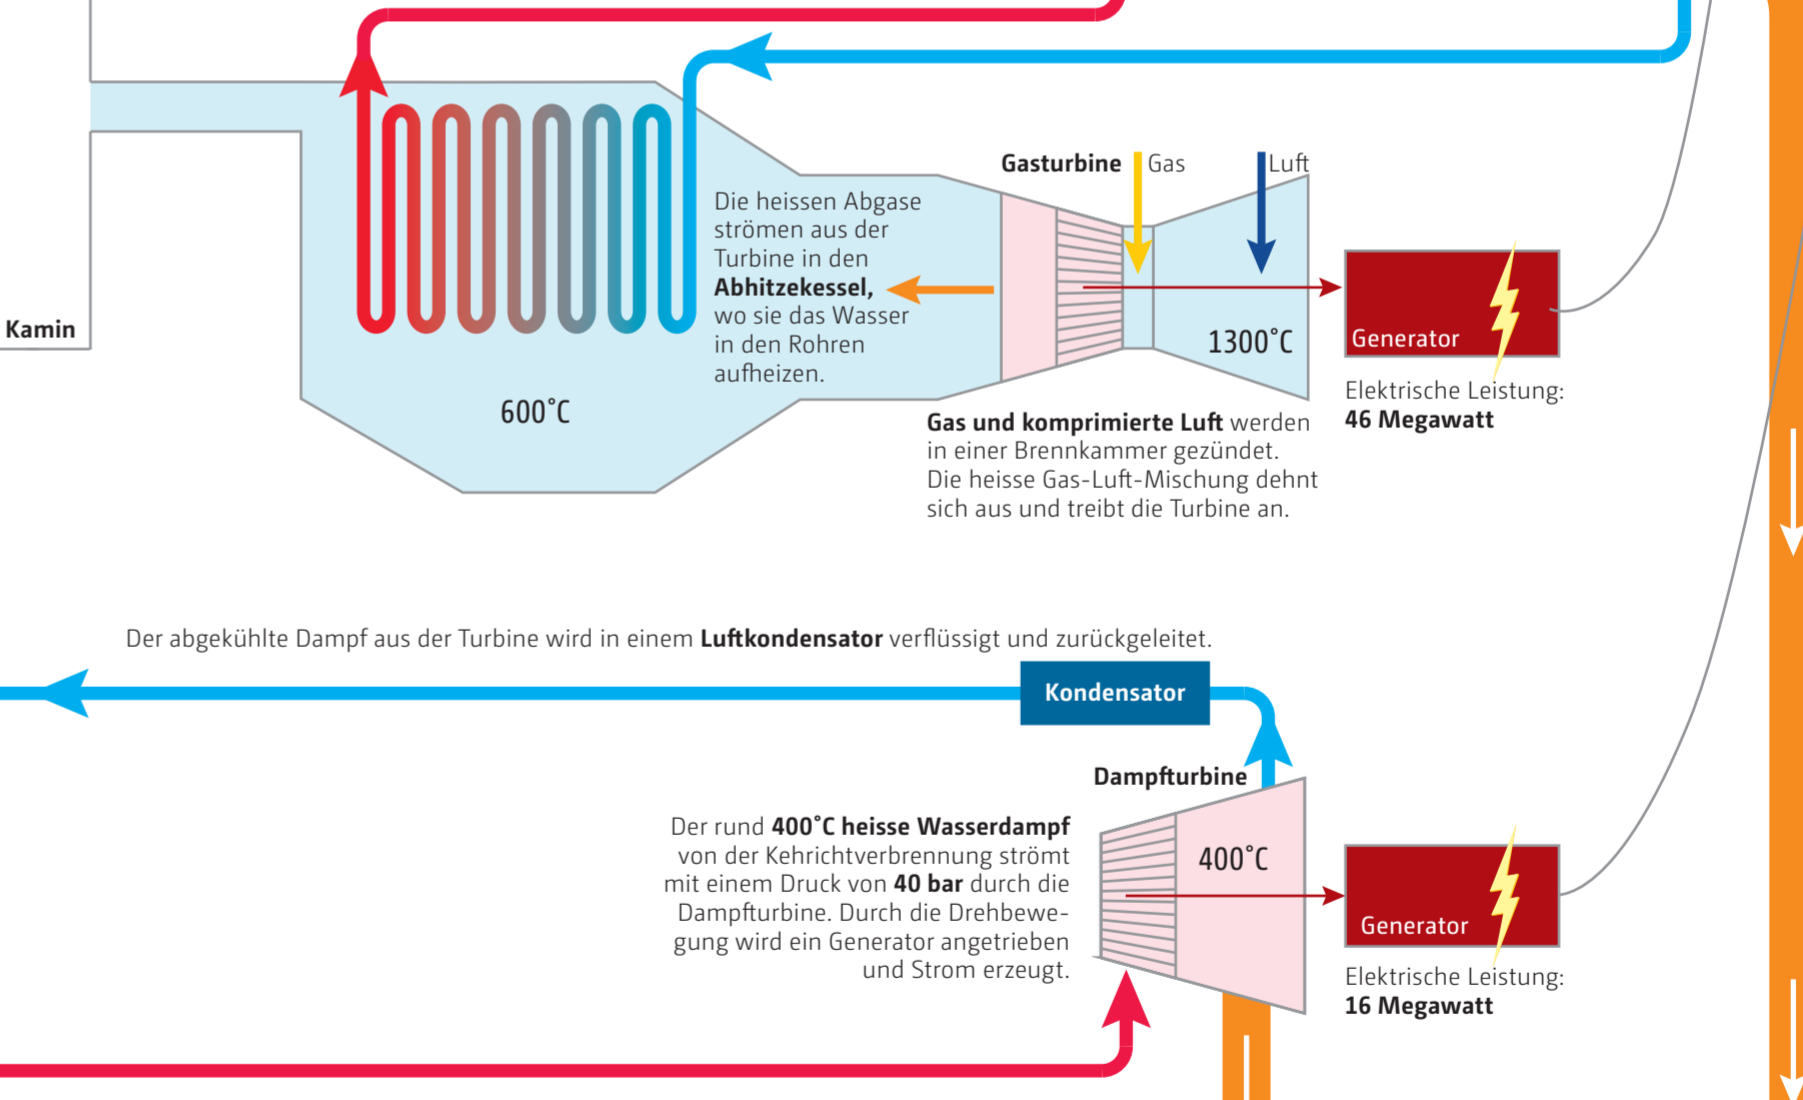 Gasturbine
Gas
Luft
Die heissen Abgase
strömen aus der
Turbine in den
Abhitzekessel,
wo sie das Wasser
in den Rohren
aufheizen.
Kamin
1300°C
Generator
600°C
Elektrische Leistung:
46 Megawatt
Gas und komprimierte Luft werden
in einer Brennkammer gezündet.
Die heisse Gas-Luft-Mischung dehnt
sich aus und treibt die Turbine an.
Der abgekühlte Dampf aus der Turbine wird in einem Luftkondensator verflüssigt und zurückgeleitet.
Kondensator
Dampfturbine
Der rund 400°C heisse Wasserdampf
von der Kehrichtverbrennung strömt
mit einem Druck von 40 bar durch die
Dampfturbine. Durch die Drehbewe-
gung wird ein Generator angetrieben
und Strom erzeugt.
400°C
Generator
Elektrische Leistung:
16 Megawatt